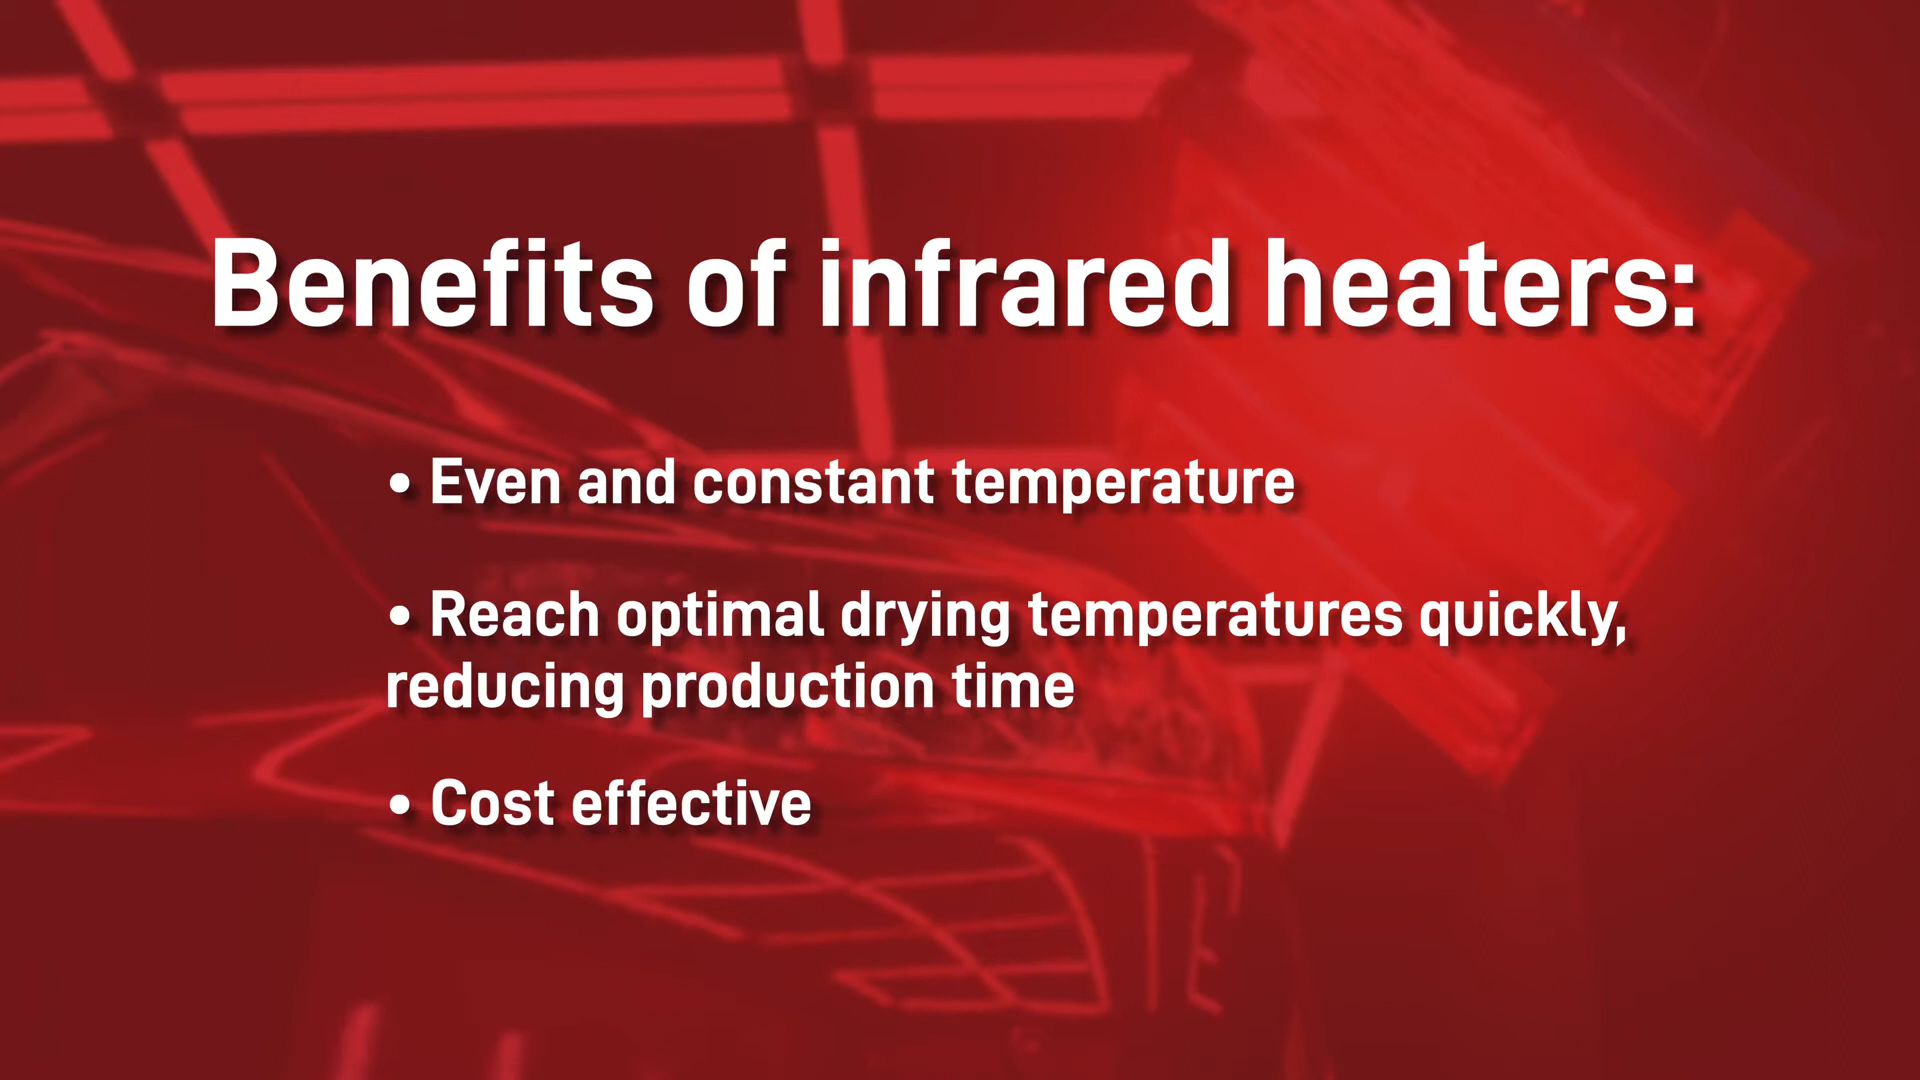 Benefits of infrared heaters:
• Even and constant temperature
• Reach optimal drying temperatures quickly,
reducing production time
• Cost effective